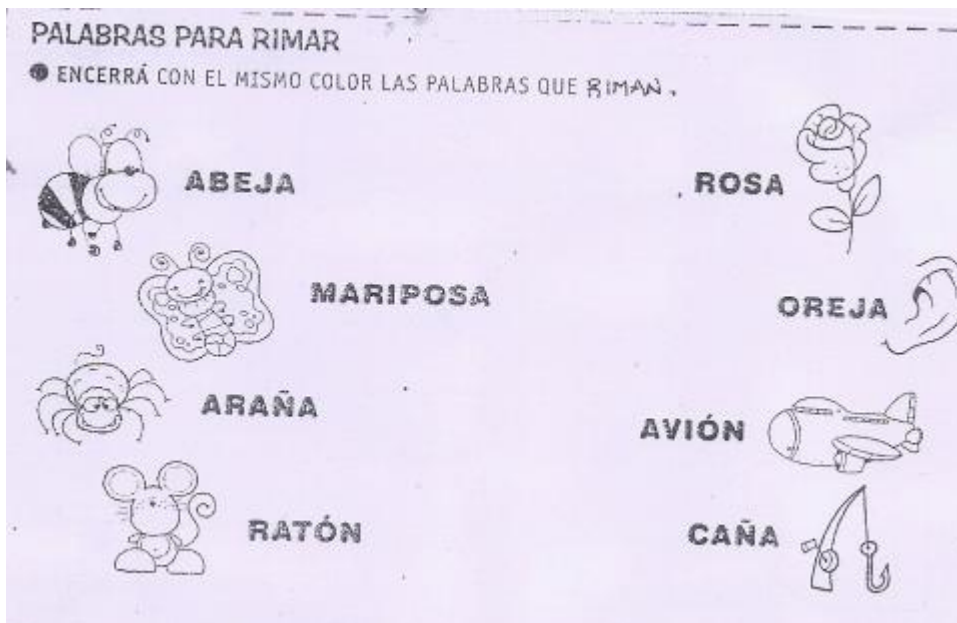 PALABRAS PARA RIMAR
ENCERRÁ CON EL MISMO COLOR LAS PALABRAS QUE RIMAN.
ABEJA
ROSA
MARIPOSA
OREJA
ARAÑA
AVIÓN
RATÓN
CAÑA